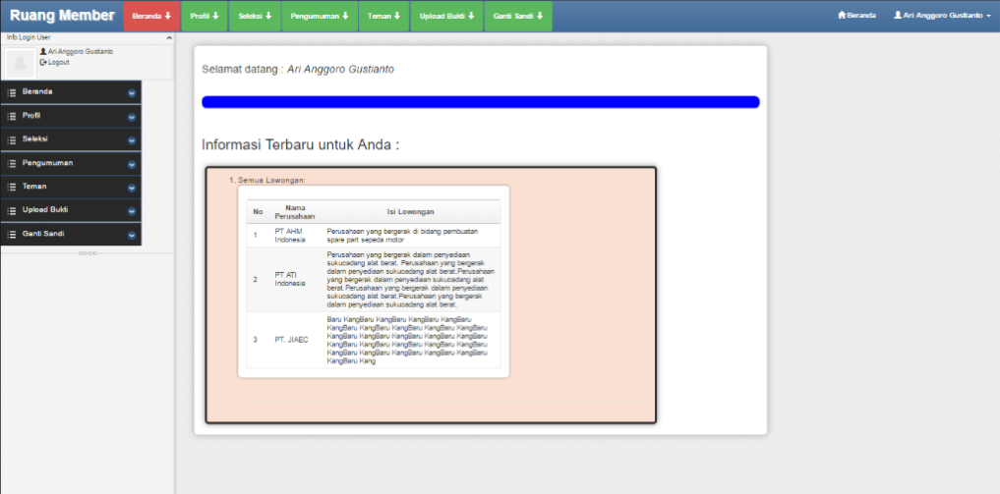 Ruang Member Beranda Profil Seleksi Pengumuman Teman Upload Bukti Ganti Sandi Beranda Ari Anggoro Gustianto
Info Login User
Ari Anggoro Gustianto
Logout
Beranda
Profil
Seleksi
Pengumuman
Teman
Upload Bukti
Ganti Sandi
Selamat datang : Ari Anggoro Gustianto
Informasi Terbaru untuk Anda :
1. Semua Lowongan:
No Nama Perusahaan Isi Lowongan
1 PT AHM Indonesia Perusahaan yang bergerak di bidang pembuatan
spare part sepeda motor
2 PT ATI Indonesia Perusahaan yang bergerak dalam penyediaan
sukucadang alat berat. Perusahaan yang bergerak
dalam penyediaan sukucadang alat berat.Perusahaan
yang bergerak dalam penyediaan sukucadang alat
berat.Perusahaan yang bergerak dalam penyediaan
sukucadang alat berat.Perusahaan yang bergerak
dalam penyediaan sukucadang alat berat.
3 PT. JIAEC Baru KangBaru KangBaru KangBaru KangBaru
KangBaru KangBaru KangBaru KangBaru KangBaru
KangBaru KangBaru KangBaru KangBaru KangBaru
KangBaru KangBaru KangBaru KangBaru KangBaru
KangBaru KangBaru KangBaru KangBaru KangBaru
KangBaru Kang